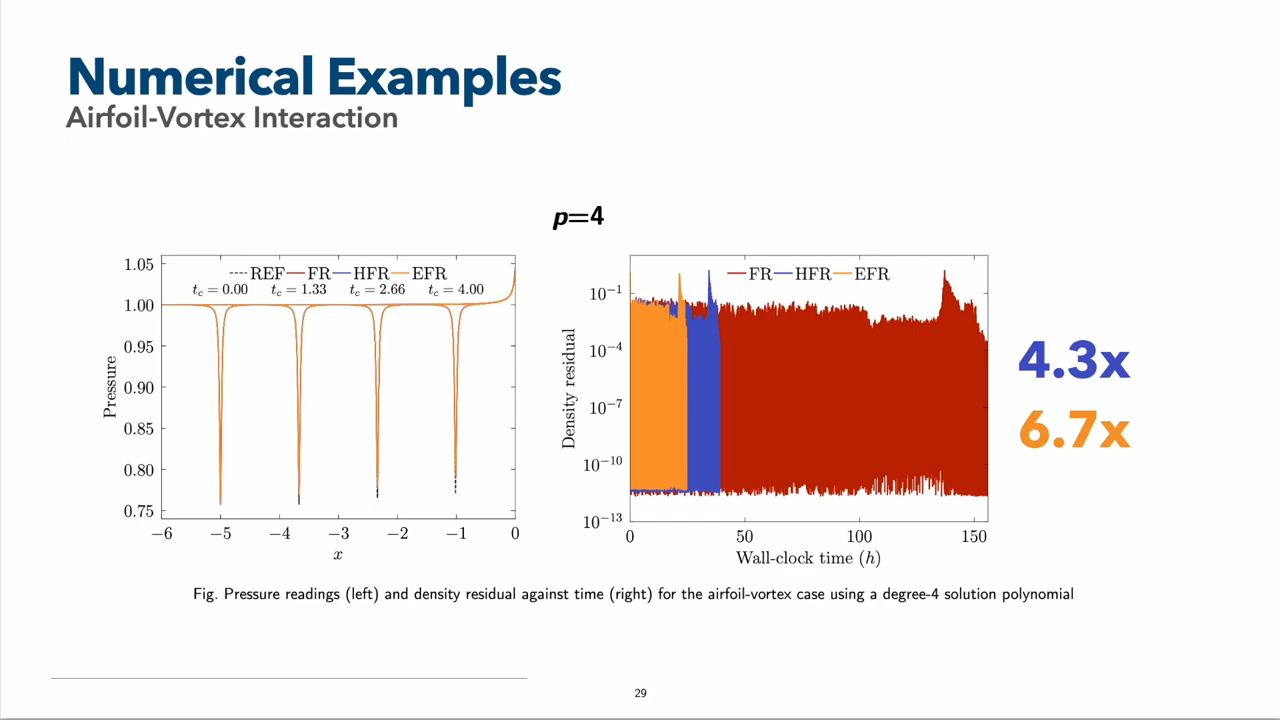 Numerical Examples
Airfoil-Vortex Interaction
p=4
REF FR HFR EFR
t_c = 0.00 t_c = 1.33 t_c = 2.66 t_c = 4.00
1.05
1.00
0.95
0.90
0.85
0.80
0.75
Pressure
−6 −5 −4 −3 −2 −1 0
x
FR HFR EFR
10^−1
10^−4
10^−7
10^−10
10^−13
Density residual
0 50 100 150
Wall-clock time (h)
4.3x
6.7x
Fig. Pressure readings (left) and density residual against time (right) for the airfoil-vortex case using a degree-4 solution polynomial
29